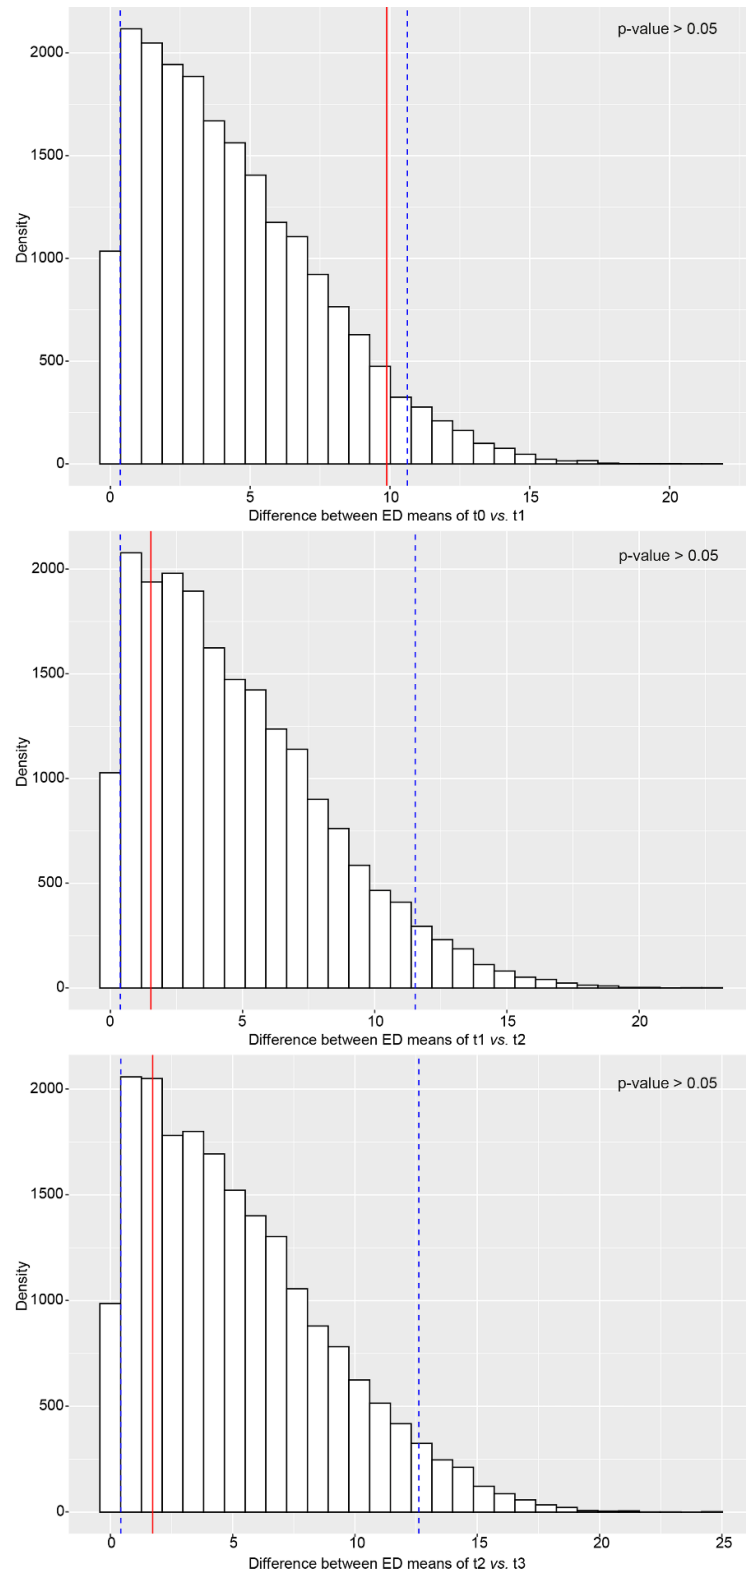 p-value > 0.05
2000
1500
1000
500
0
Density
0 5 10 15 20
Difference between ED means of t0 vs. t1
p-value > 0.05
2000
1500
1000
500
0
Density
0 5 10 15 20
Difference between ED means of t1 vs. t2
p-value > 0.05
2000
1500
1000
500
0
Density
0 5 10 15 20 25
Difference between ED means of t2 vs. t3